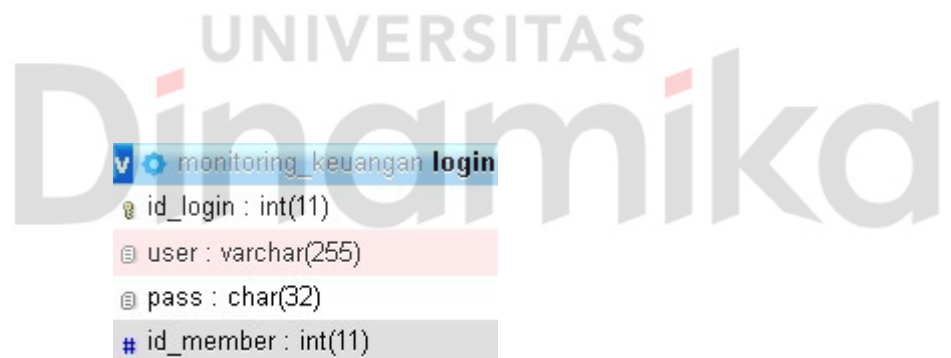 UNIVERSITAS
Dinamika
v monitoring_keuangan login
id_login : int(11)
user : varchar(255)
pass : char(32)
# id_member : int(11)